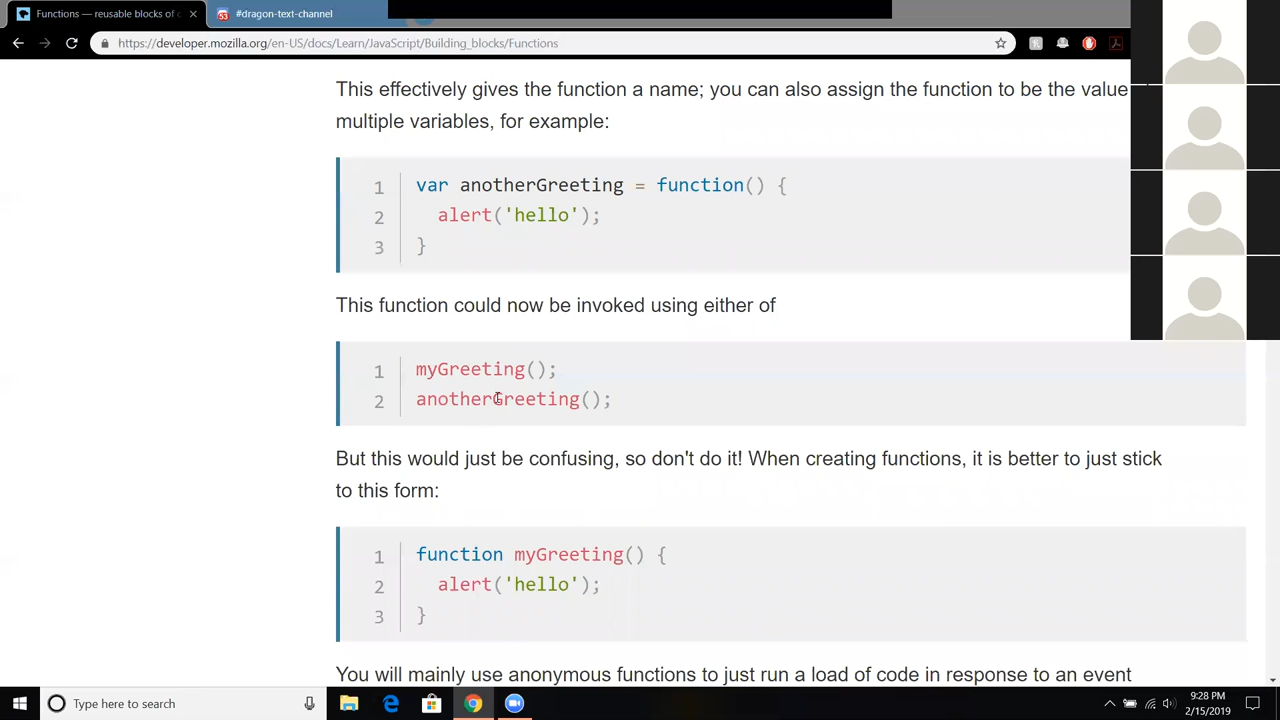 Functions — reusable blocks of
53 #dragon-text-channel
https://developer.mozilla.org/en-US/docs/Learn/JavaScript/Building_blocks/Functions
This effectively gives the function a name; you can also assign the function to be the value
multiple variables, for example:
1 var anotherGreeting = function() {
2 alert('hello');
3 }
This function could now be invoked using either of
1 myGreeting();
2 anotherGreeting();
But this would just be confusing, so don't do it! When creating functions, it is better to just stick
to this form:
1 function myGreeting() {
2 alert('hello');
3 }
You will mainly use anonymous functions to just run a load of code in response to an event
Type here to search
9:28 PM
2/15/2019